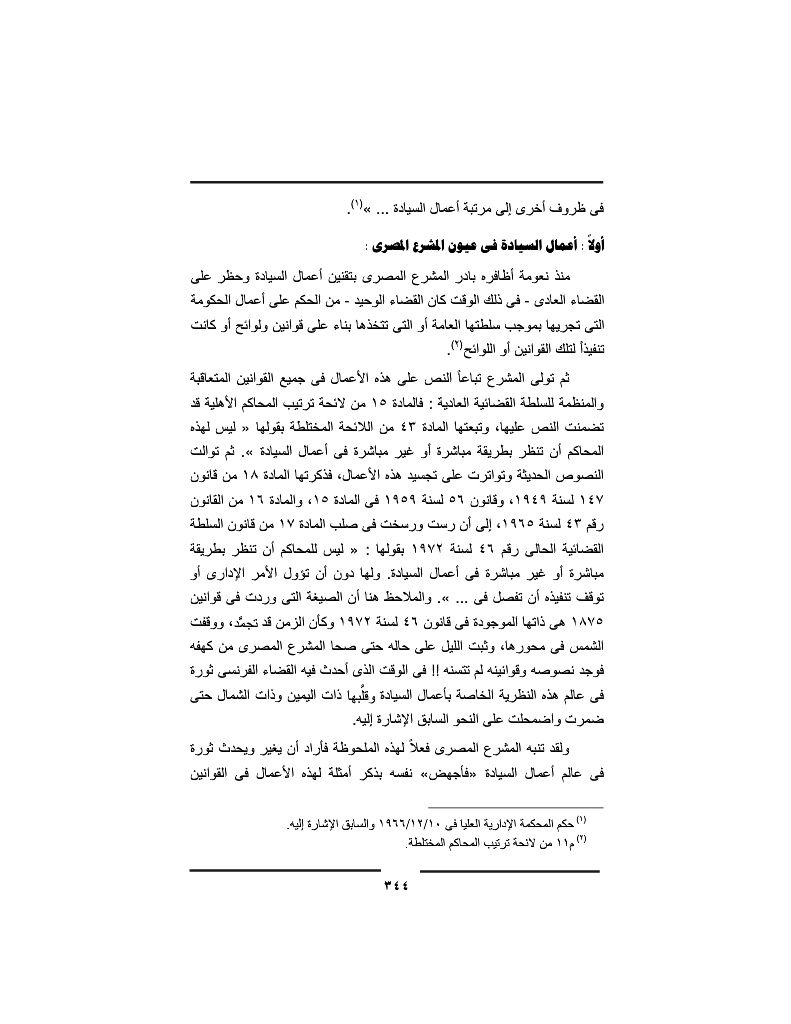 فى ظروف أخرى إلى مرتبة أعمال السيادة ... »(١).
أولاً : أعمال السيادة فى عيون المشرع المصرى :
منذ نعومة أظافره بادر المشرع المصرى بتقنين أعمال السيادة وحظر على
القضاء العادى - فى ذلك الوقت كان القضاء الوحيد - من الحكم على أعمال الحكومة
التى تجريها بموجب سلطتها العامة أو التى تتخذها بناء على قوانين ولوائح أو كانت
تنفيذاً لتلك القوانين أو اللوائح(٢).
ثم تولى المشرع تباعاً النص على هذه الأعمال فى جميع القوانين المتعاقبة
والمنظمة للسلطة القضائية العادية : فالمادة ١٥ من لائحة ترتيب المحاكم الأهلية قد
تضمنت النص عليها، وتبعتها المادة ٤٣ من اللائحة المختلطة بقولها « ليس لهذه
المحاكم أن تنظر بطريقة مباشرة أو غير مباشرة فى أعمال السيادة ». ثم توالت
النصوص الحديثة وتواترت على تجسيد هذه الأعمال، فذكرتها المادة ١٨ من قانون
١٤٧ لسنة ١٩٤٩، وقانون ٥٦ لسنة ١٩٥٩ فى المادة ١٥، والمادة ١٦ من القانون
رقم ٤٣ لسنة ١٩٦٥، إلى أن رست ورسخت فى صلب المادة ١٧ من قانون السلطة
القضائية الحالى رقم ٤٦ لسنة ١٩٧٢ بقولها : « ليس للمحاكم أن تنظر بطريقة
مباشرة أو غير مباشرة فى أعمال السيادة. ولها دون أن تؤول الأمر الإدارى أو
توقف تنفيذه أن تفصل فى ... ». والملاحظ هنا أن الصيغة التى وردت فى قوانين
١٨٧٥ هى ذاتها الموجودة فى قانون ٤٦ لسنة ١٩٧٢ وكأن الزمن قد تجمَّد، ووقفت
الشمس فى محورها، وثبت الليل على حاله حتى صحا المشرع المصرى من كهفه
فوجد نصوصه وقوانينه لم تتسنه !! فى الوقت الذى أحدث فيه القضاء الفرنسى ثورة
فى عالم هذه النظرية الخاصة بأعمال السيادة وقلَّبها ذات اليمين وذات الشمال حتى
ضمرت واضمحلت على النحو السابق الإشارة إليه.
ولقد تنبه المشرع المصرى فعلاً لهذه الملحوظة فأراد أن يغير ويحدث ثورة
فى عالم أعمال السيادة «فأجهض» نفسه بذكر أمثلة لهذه الأعمال فى القوانين
(١) حكم المحكمة الإدارية العليا فى ١٩٦٦/١٢/١٠ والسابق الإشارة إليه.
(٢) م١١ من لائحة ترتيب المحاكم المختلطة.
٣٤٤